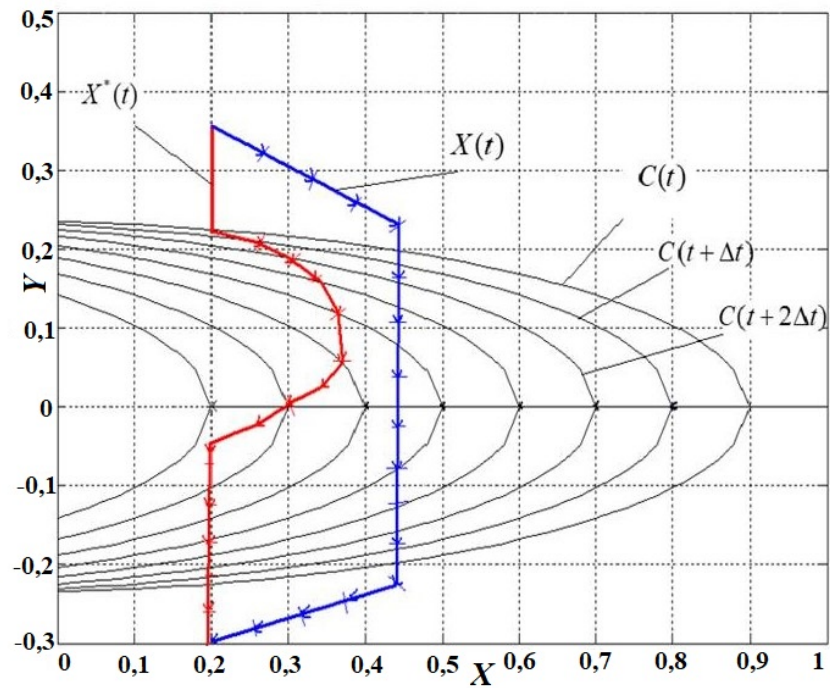 0,5
0,4
X*(t)
X(t)
0,3
C(t)
0,2
C(t+Δt)
Y
0,1
C(t+2Δt)
0
-0,1
-0,2
-0,3
0 0,1 0,2 0,3 0,4 0,5 0,6 0,7 0,8 0,9 1
X